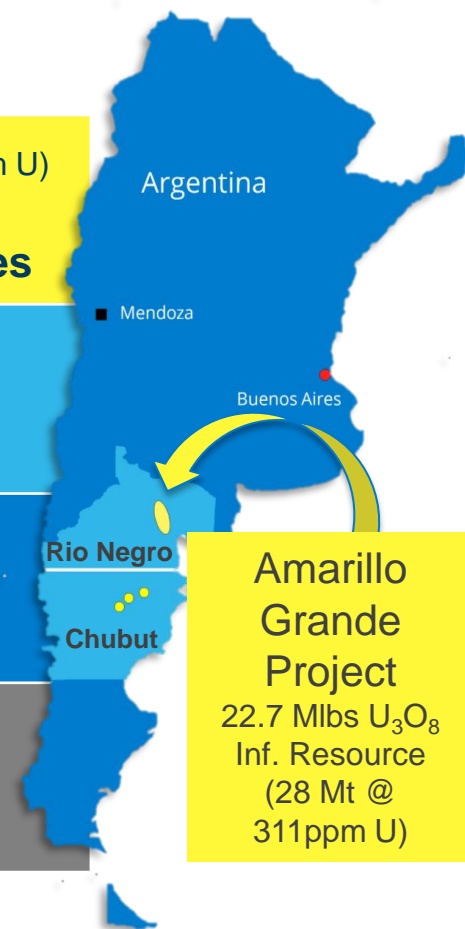 U)
Argentina
Mendoza
Buenos Aires
Rio Negro
Chubut
Amarillo
Grande
Project
22.7 Mlbs U₃O₈
Inf. Resource
(28 Mt @
311ppm U)